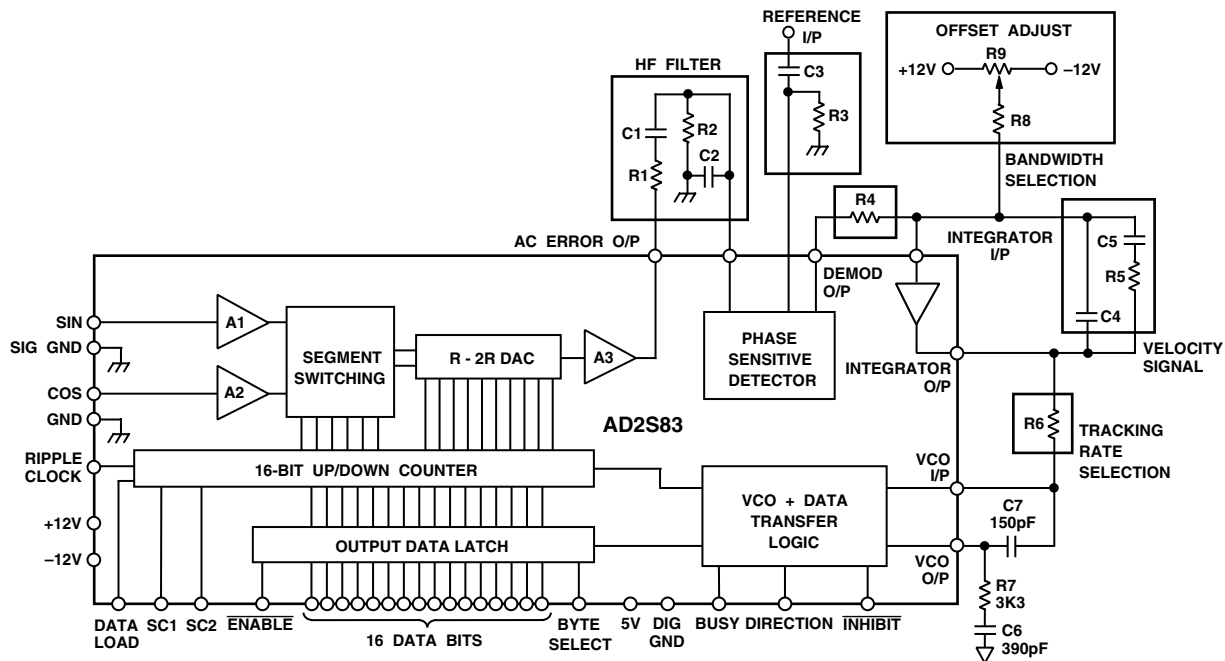 REFERENCE
I/P
OFFSET ADJUST
R9
+12V
–12V
R8
HF FILTER
C3
R3
C1
R2
C2
R1
BANDWIDTH
SELECTION
R4
AC ERROR O/P
DEMOD
O/P
INTEGRATOR
I/P
C5
R5
C4
SIN
A1
SIG GND
SEGMENT
SWITCHING
R - 2R DAC
A3
PHASE
SENSITIVE
DETECTOR
INTEGRATOR
O/P
VELOCITY
SIGNAL
COS
A2
GND
AD2S83
R6
TRACKING
RATE
SELECTION
RIPPLE
CLOCK
16-BIT UP/DOWN COUNTER
VCO
I/P
VCO + DATA
TRANSFER
LOGIC
C7
150pF
+12V
–12V
OUTPUT DATA LATCH
VCO
O/P
R7
3K3
C6
390pF
DATA
LOAD
SC1
SC2
ENABLE
16 DATA BITS
BYTE
SELECT
5V
DIG
GND
BUSY
DIRECTION
INHIBIT